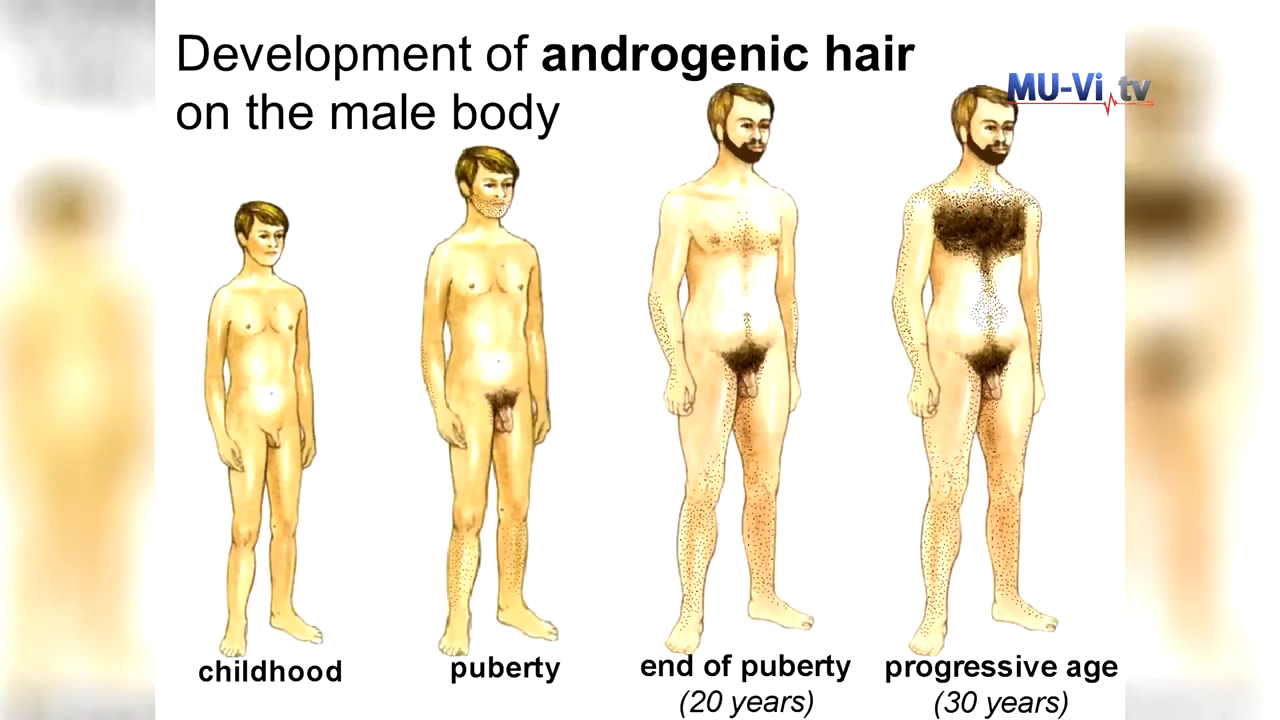 Development of androgenic hair
on the male body
MU-Vi.tv
childhood
puberty
end of puberty
(20 years)
progressive age
(30 years)